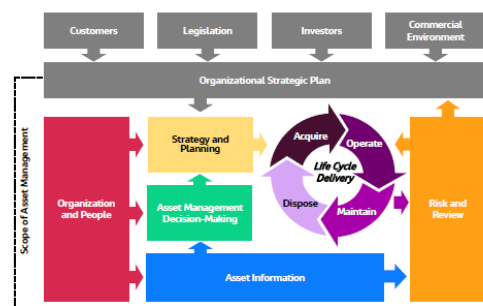 Customers
Legislation
Investors
Commercial
Environment
Organizational Strategic Plan
Scope of Asset Management
Organization
and People
Strategy and
Planning
Asset Management
Decision-Making
Asset Information
Acquire
Operate
Life Cycle
Delivery
Dispose
Maintain
Risk and
Review